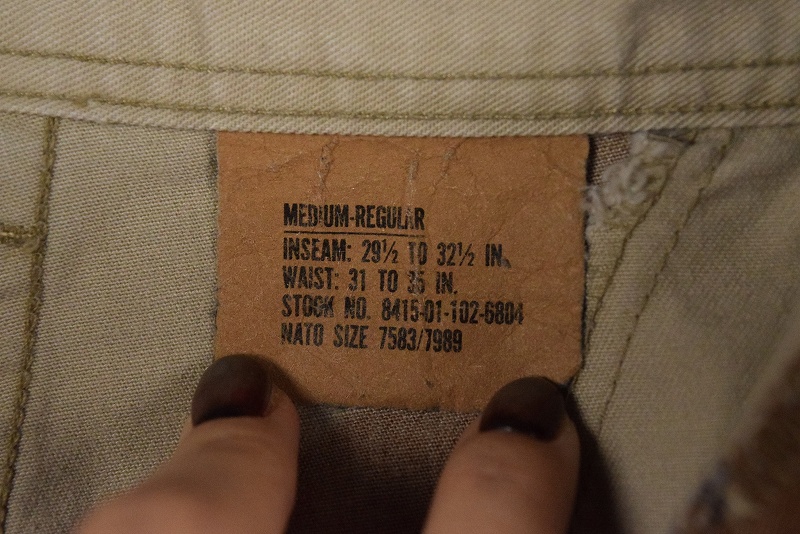 MEDIUM-REGULAR
INSEAM: 29½ TO 32½ IN.
WAIST: 31 TO 35 IN.
STOCK NO. 8415-01-102-6804
NATO SIZE 7583/7989